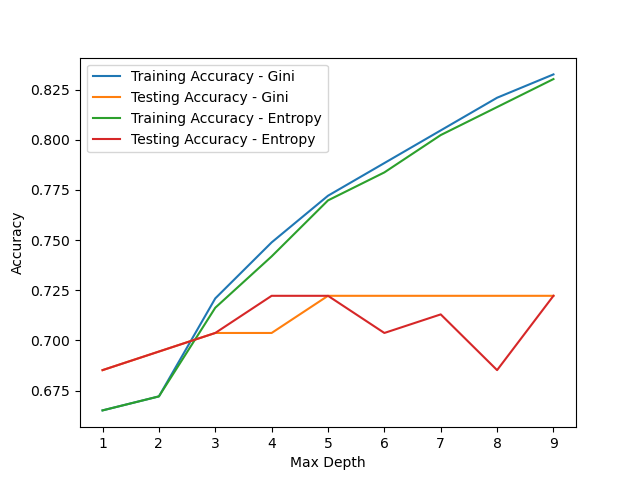 Training Accuracy - Gini
Testing Accuracy - Gini
Training Accuracy - Entropy
Testing Accuracy - Entropy
Accuracy
0.825
0.800
0.775
0.750
0.725
0.700
0.675
1 2 3 4 5 6 7 8 9
Max Depth